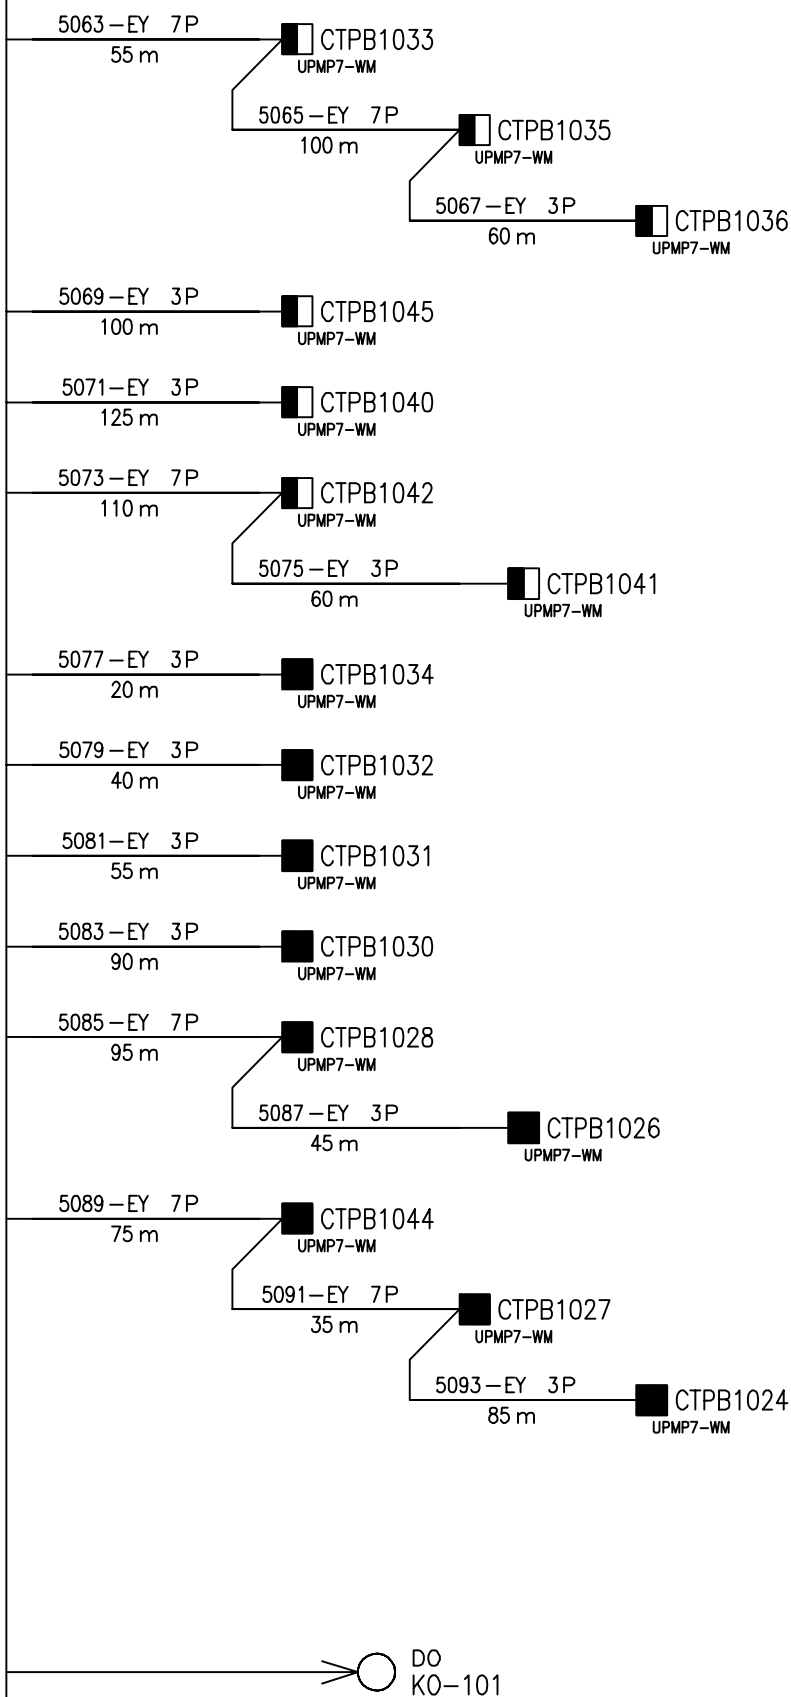 5063-EY 7P
55 m
CTPB1033
UPMP7-WM
5065-EY 7P
100 m
CTPB1035
UPMP7-WM
5067-EY 3P
60 m
CTPB1036
UPMP7-WM
5069-EY 3P
100 m
CTPB1045
UPMP7-WM
5071-EY 3P
125 m
CTPB1040
UPMP7-WM
5073-EY 7P
110 m
CTPB1042
UPMP7-WM
5075-EY 3P
60 m
CTPB1041
UPMP7-WM
5077-EY 3P
20 m
CTPB1034
UPMP7-WM
5079-EY 3P
40 m
CTPB1032
UPMP7-WM
5081-EY 3P
55 m
CTPB1031
UPMP7-WM
5083-EY 3P
90 m
CTPB1030
UPMP7-WM
5085-EY 7P
95 m
CTPB1028
UPMP7-WM
5087-EY 3P
45 m
CTPB1026
UPMP7-WM
5089-EY 7P
75 m
CTPB1044
UPMP7-WM
5091-EY 7P
35 m
CTPB1027
UPMP7-WM
5093-EY 3P
85 m
CTPB1024
UPMP7-WM
DO
KO-101